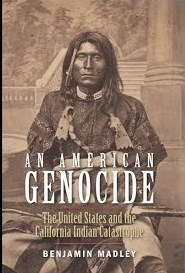 AN AMERICAN
GENOCIDE
The United States and the
California Indian Catastrophe
BENJAMIN MADLEY